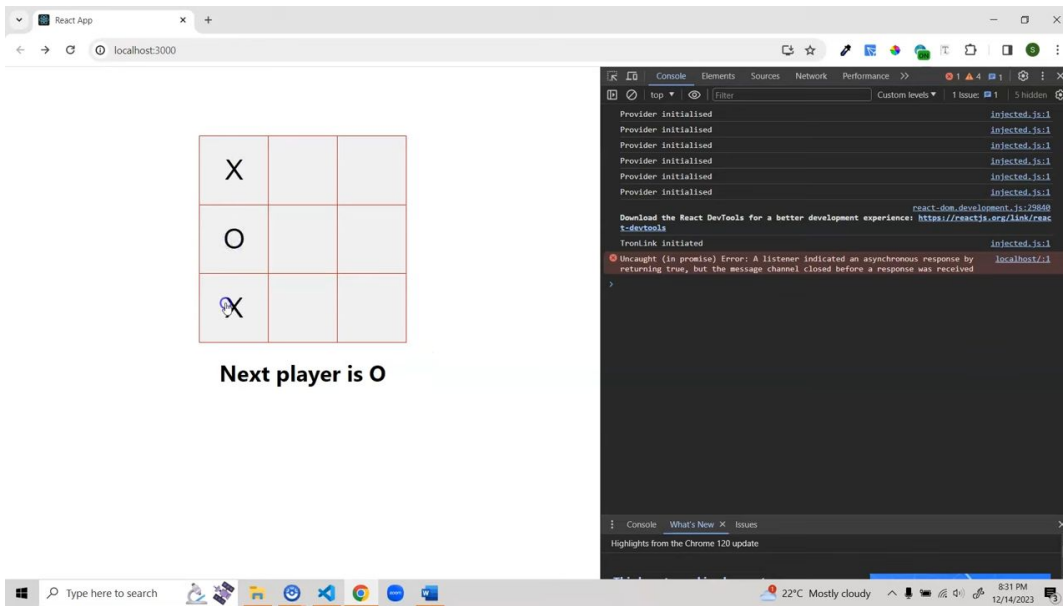 React App
localhost:3000
S
Console Elements Sources Network Performance
1 4 1
top Filter Custom levels 1 Issue: 1 5 hidden
Provider initialised injected.js:1
Provider initialised injected.js:1
Provider initialised injected.js:1
Provider initialised injected.js:1
Provider initialised injected.js:1
Provider initialised injected.js:1
react-dom.development.js:29840
Download the React DevTools for a better development experience: https://reactjs.org/link/reac
t-devtools
TronLink initiated injected.js:1
Uncaught (in promise) Error: A listener indicated an asynchronous response by localhost/:1
returning true, but the message channel closed before a response was received
X
O
X
Next player is O
Console What's New Issues
Highlights from the Chrome 120 update
Type here to search
22°C Mostly cloudy
8:31 PM
12/14/2023